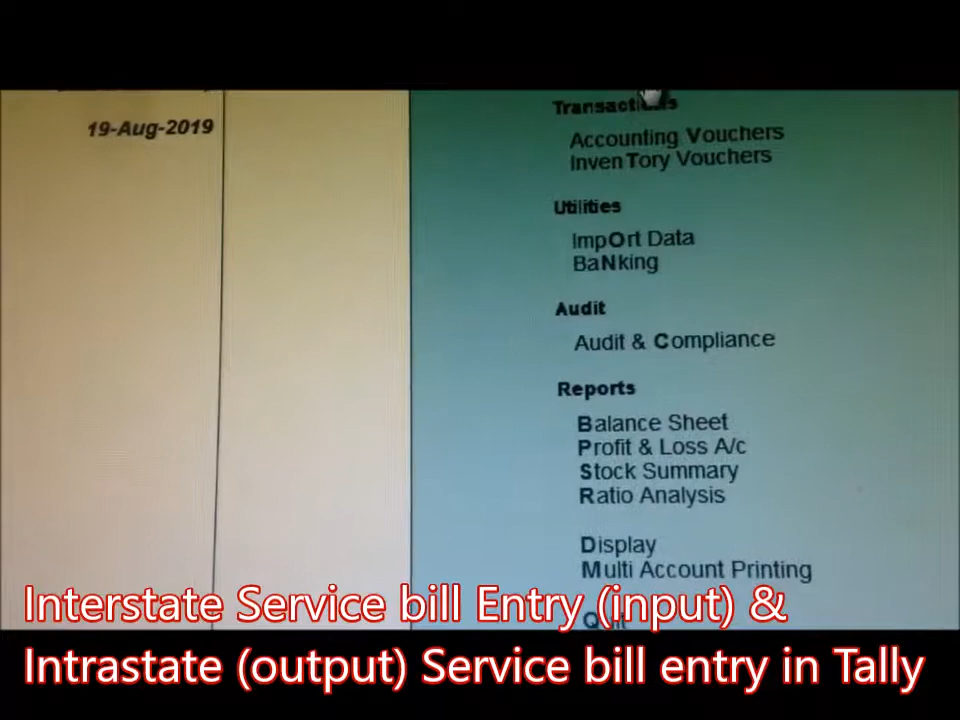 19-Aug-2019
Transactions
Accounting Vouchers
InvenTory Vouchers
Utilities
ImpOrt Data
BaNking
Audit
Audit & Compliance
Reports
Balance Sheet
Profit & Loss A/c
Stock Summary
Ratio Analysis
Display
Multi Account Printing
Quit
Interstate Service bill Entry (input) &
Intrastate (output) Service bill entry in Tally